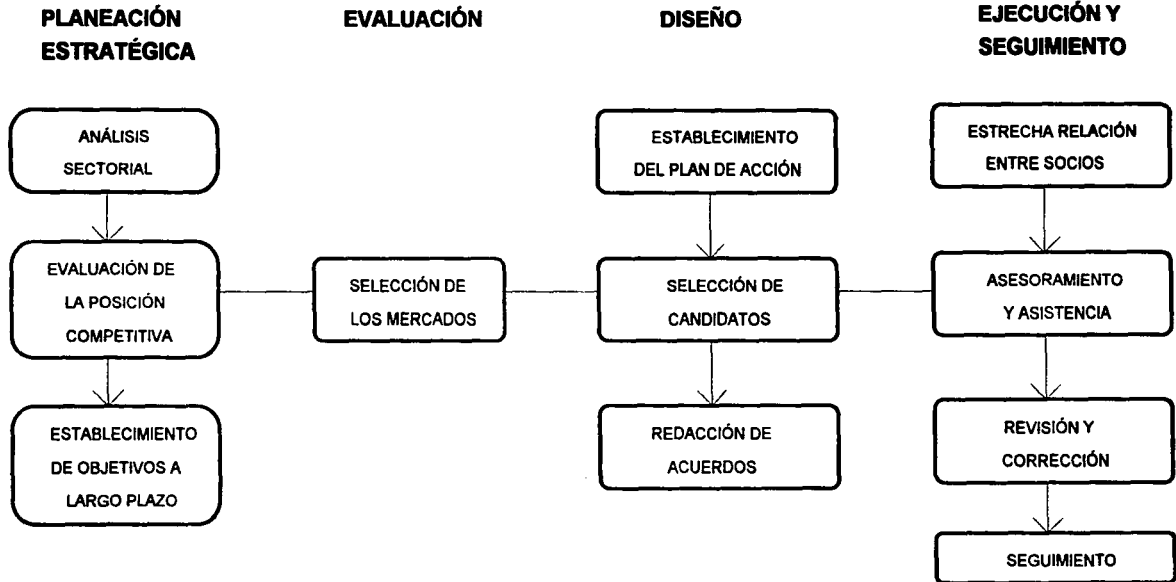 PLANEACIÓN
ESTRATÉGICA
EVALUACIÓN
DISEÑO
EJECUCIÓN Y
SEGUIMIENTO
ANÁLISIS
SECTORIAL
EVALUACIÓN DE
LA POSICIÓN
COMPETITIVA
ESTABLECIMIENTO
DE OBJETIVOS A
LARGO PLAZO
SELECCIÓN DE
LOS MERCADOS
ESTABLECIMIENTO
DEL PLAN DE ACCIÓN
SELECCIÓN DE
CANDIDATOS
REDACCIÓN DE
ACUERDOS
ESTRECHA RELACIÓN
ENTRE SOCIOS
ASESORAMIENTO
Y ASISTENCIA
REVISIÓN Y
CORRECCIÓN
SEGUIMIENTO